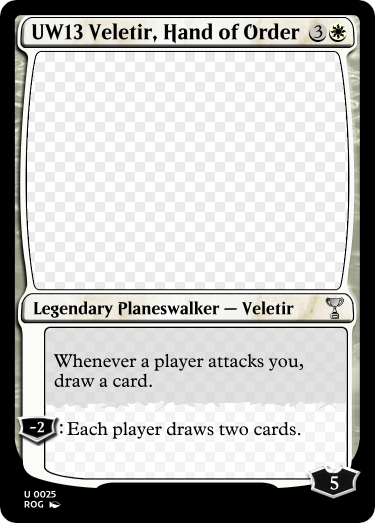 UW13 Veletir, Hand of Order 3
Legendary Planeswalker — Veletir
Whenever a player attacks you,
draw a card.
-2 : Each player draws two cards.
5
U 0025
ROG